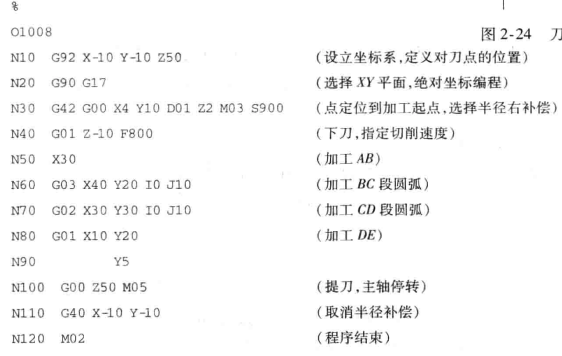 %
O1008
图 2-24 刀
N10 G92 X-10 Y-10 Z50 (设立坐标系,定义对刀点的位置)
N20 G90 G17 (选择 XY 平面,绝对坐标编程)
N30 G42 G00 X4 Y10 D01 Z2 M03 S900 (点定位到加工起点,选择半径右补偿)
N40 G01 Z-10 F800 (下刀,指定切削速度)
N50 X30 (加工 AB)
N60 G03 X40 Y20 I0 J10 (加工 BC 段圆弧)
N70 G02 X30 Y30 I0 J10 (加工 CD 段圆弧)
N80 G01 X10 Y20 (加工 DE)
N90 Y5
N100 G00 Z50 M05 (提刀,主轴停转)
N110 G40 X-10 Y-10 (取消半径补偿)
N120 M02 (程序结束)